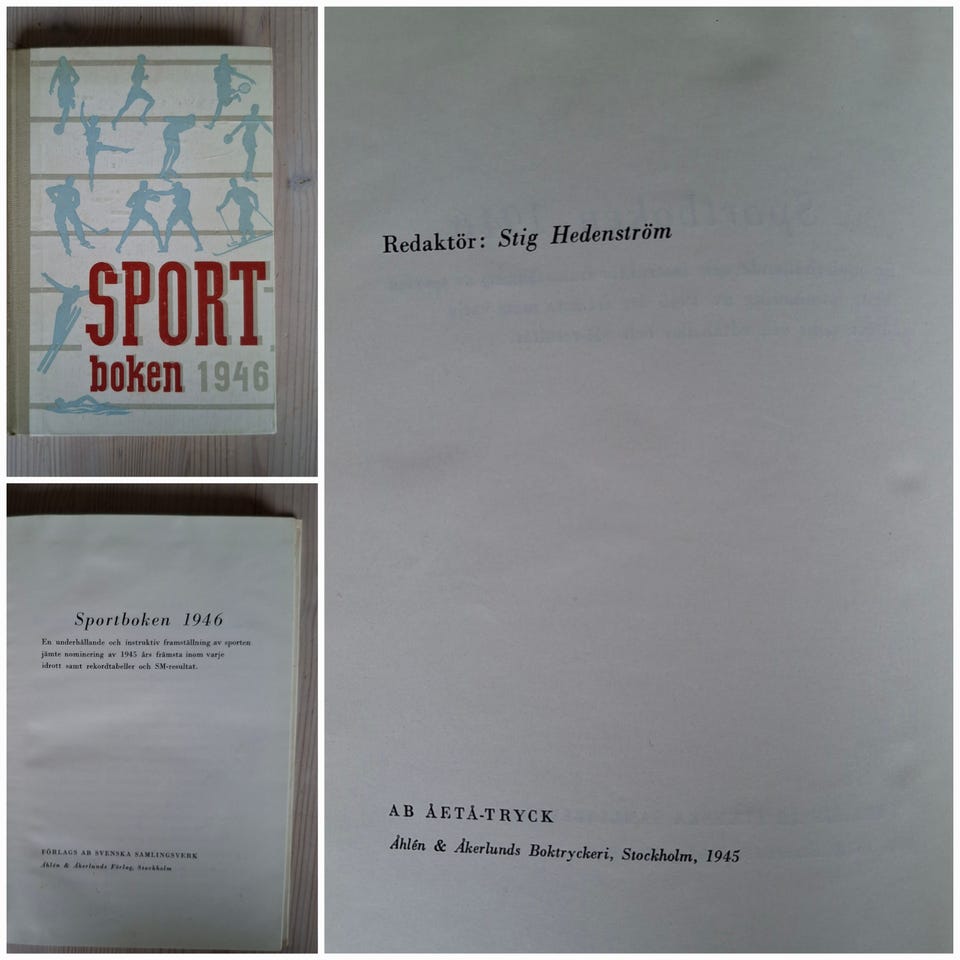 SPORT
boken 1946
Sportboken 1946
En underhållande och instruktiv framställning av sporten
jämte nominering av 1945 års främsta inom varje
idrott samt rekordtabeller och SM-resultat.
FÖRLAGS AB SVENSKA SAMLINGSVERK
Åhlén & Åkerlunds Förlag, Stockholm
Redaktör: Stig Hedenström
AB ÅETÅ-TRYCK
Åhlén & Åkerlunds Boktryckeri, Stockholm, 1945